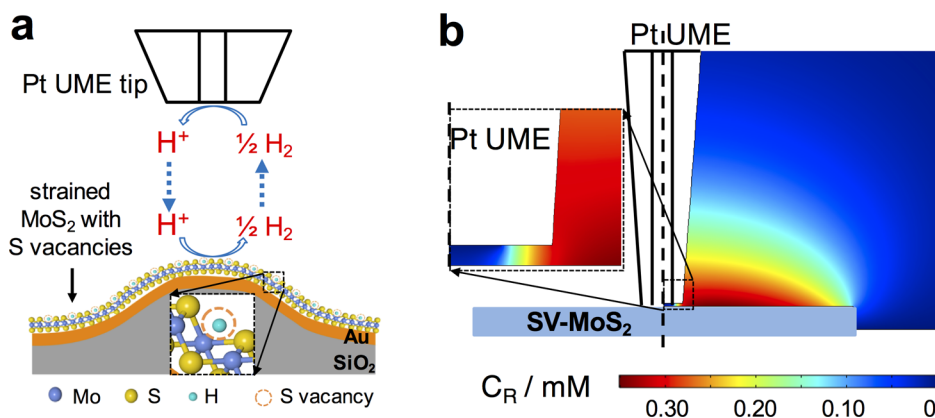 a
Pt UME tip
H⁺ ½ H₂
H⁺ ½ H₂
strained
MoS₂ with
S vacancies
Au
SiO₂
Mo S H S vacancy
b
Pt UME
Pt UME
SV-MoS₂
C_R / mM
0.30 0.20 0.10 0